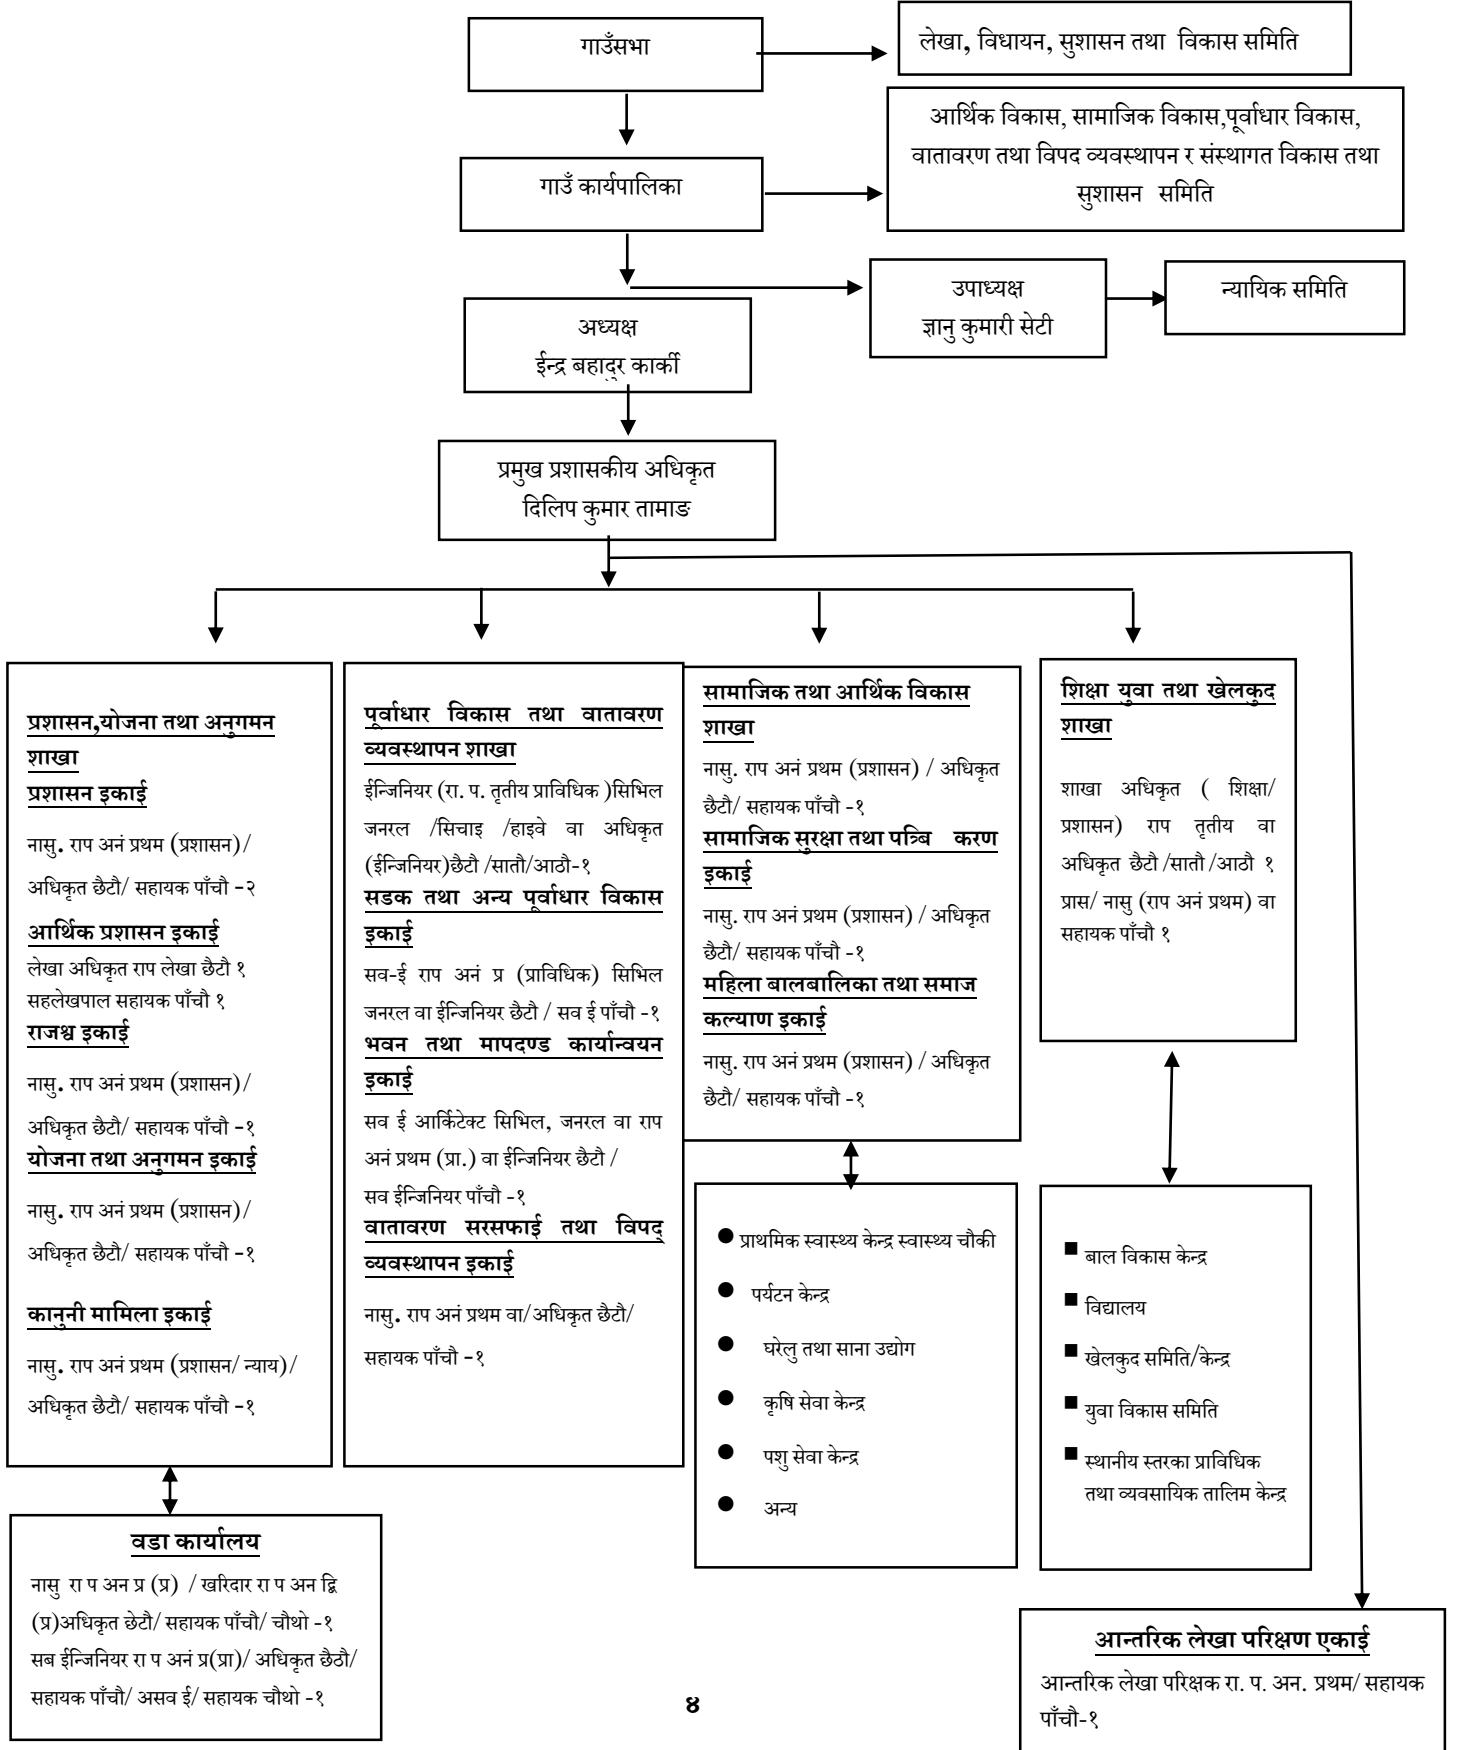 गाउँसभा
लेखा, विधायन, सुशासन तथा विकास समिति
आर्थिक विकास, सामाजिक विकास,पूर्वाधार विकास,
वातावरण तथा विपद व्यवस्थापन र संस्थागत विकास तथा
सुशासन समिति
गाउँ कार्यपालिका
उपाध्यक्ष
ज्ञानु कुमारी सेटी
न्यायिक समिति
अध्यक्ष
ईन्द्र बहादुर कार्की
प्रमुख प्रशासकीय अधिकृत
दिलिप कुमार तामाङ
प्रशासन,योजना तथा अनुगमन
शाखा
प्रशासन इकाई
नासु. राप अनं प्रथम (प्रशासन)/
अधिकृत छैटौ/ सहायक पाँचौ -२
आर्थिक प्रशासन इकाई
लेखा अधिकृत राप लेखा छैटौ १
सहलेखपाल सहायक पाँचौ १
राजश्व इकाई
नासु. राप अनं प्रथम (प्रशासन)/
अधिकृत छैटौ/ सहायक पाँचौ -१
योजना तथा अनुगमन इकाई
नासु. राप अनं प्रथम (प्रशासन)/
अधिकृत छैटौ/ सहायक पाँचौ -१
कानुनी मामिला इकाई
नासु. राप अनं प्रथम (प्रशासन/ न्याय)/
अधिकृत छैटौ/ सहायक पाँचौ -१
पूर्वाधार विकास तथा वातावरण
व्यवस्थापन शाखा
ईन्जिनियर (रा. प. तृतीय प्राविधिक )सिभिल
जनरल /सिचाइ /हाइवे वा अधिकृत
(ईन्जिनियर)छैटौ /सातौ/आठौ-१
सडक तथा अन्य पूर्वाधार विकास
इकाई
सव-ई राप अनं प्र (प्राविधिक) सिभिल
जनरल वा ईन्जिनियर छैटौ / सव ई पाँचौ -१
भवन तथा मापदण्ड कार्यान्वयन
इकाई
सव ई आर्किटेक्ट सिभिल, जनरल वा राप
अनं प्रथम (प्रा.) वा ईन्जिनियर छैटौ /
सव ईन्जिनियर पाँचौ -१
वातावरण सरसफाई तथा विपद्
व्यवस्थापन इकाई
नासु. राप अनं प्रथम वा/अधिकृत छैटौ/
सहायक पाँचौ -१
सामाजिक तथा आर्थिक विकास
शाखा
नासु. राप अनं प्रथम (प्रशासन) / अधिकृत
छैटौ/ सहायक पाँचौ -१
सामाजिक सुरक्षा तथा पञ्जि करण
इकाई
नासु. राप अनं प्रथम (प्रशासन) / अधिकृत
छैटौ/ सहायक पाँचौ -१
महिला बालबालिका तथा समाज
कल्याण इकाई
नासु. राप अनं प्रथम (प्रशासन) / अधिकृत
छैटौ/ सहायक पाँचौ -१
शिक्षा युवा तथा खेलकुद
शाखा
शाखा अधिकृत ( शिक्षा/
प्रशासन) राप तृतीय वा
अधिकृत छैटौ /सातौ /आठौ १
प्रास/ नासु (राप अनं प्रथम) वा
सहायक पाँचौ १
● प्राथमिक स्वास्थ्य केन्द्र स्वास्थ्य चौकी
● पर्यटन केन्द्र
● घरेलु तथा साना उद्योग
● कृषि सेवा केन्द्र
● पशु सेवा केन्द्र
● अन्य
■ बाल विकास केन्द्र
■ विद्यालय
■ खेलकुद समिति/केन्द्र
■ युवा विकास समिति
■ स्थानीय स्तरका प्राविधिक
तथा व्यवसायिक तालिम केन्द्र
वडा कार्यालय
नासु रा प अन प्र (प्र) / खरिदार रा प अन द्वि
(प्र)अधिकृत छेटौ/ सहायक पाँचौ/ चौथो -१
सब ईन्जिनियर रा प अनं प्र(प्रा)/ अधिकृत छैठौ/
सहायक पाँचौ/ असव ई/ सहायक चौथो -१
आन्तरिक लेखा परिक्षण एकाई
आन्तरिक लेखा परिक्षक रा. प. अन. प्रथम/ सहायक
पाँचौ-१
४